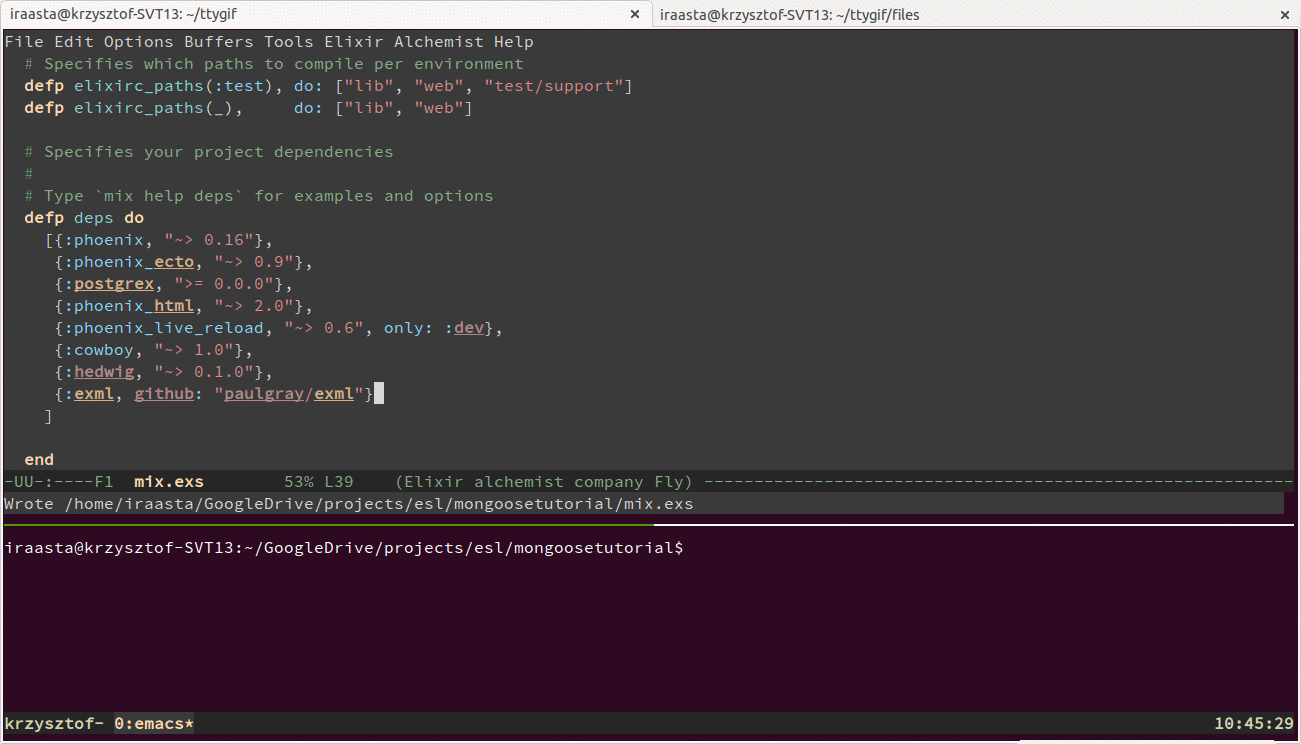 iraasta@krzysztof-SVT13: ~/ttygif × iraasta@krzysztof-SVT13: ~/ttygif/files ×
File Edit Options Buffers Tools Elixir Alchemist Help
  # Specifies which paths to compile per environment
  defp elixirc_paths(:test), do: ["lib", "web", "test/support"]
  defp elixirc_paths(_),     do: ["lib", "web"]
  # Specifies your project dependencies
  #
  # Type `mix help deps` for examples and options
  defp deps do
    [{:phoenix, "~> 0.16"},
     {:phoenix_ecto, "~> 0.9"},
     {:postgrex, ">= 0.0.0"},
     {:phoenix_html, "~> 2.0"},
     {:phoenix_live_reload, "~> 0.6", only: :dev},
     {:cowboy, "~> 1.0"},
     {:hedwig, "~> 0.1.0"},
     {:exml, github: "paulgray/exml"}
    ]
  end
-UU-:----F1  mix.exs        53% L39    (Elixir alchemist company Fly) -----------------------------------------------------------
Wrote /home/iraasta/GoogleDrive/projects/esl/mongoosetutorial/mix.exs
iraasta@krzysztof-SVT13:~/GoogleDrive/projects/esl/mongoosetutorial$
krzysztof- 0:emacs* 10:45:29